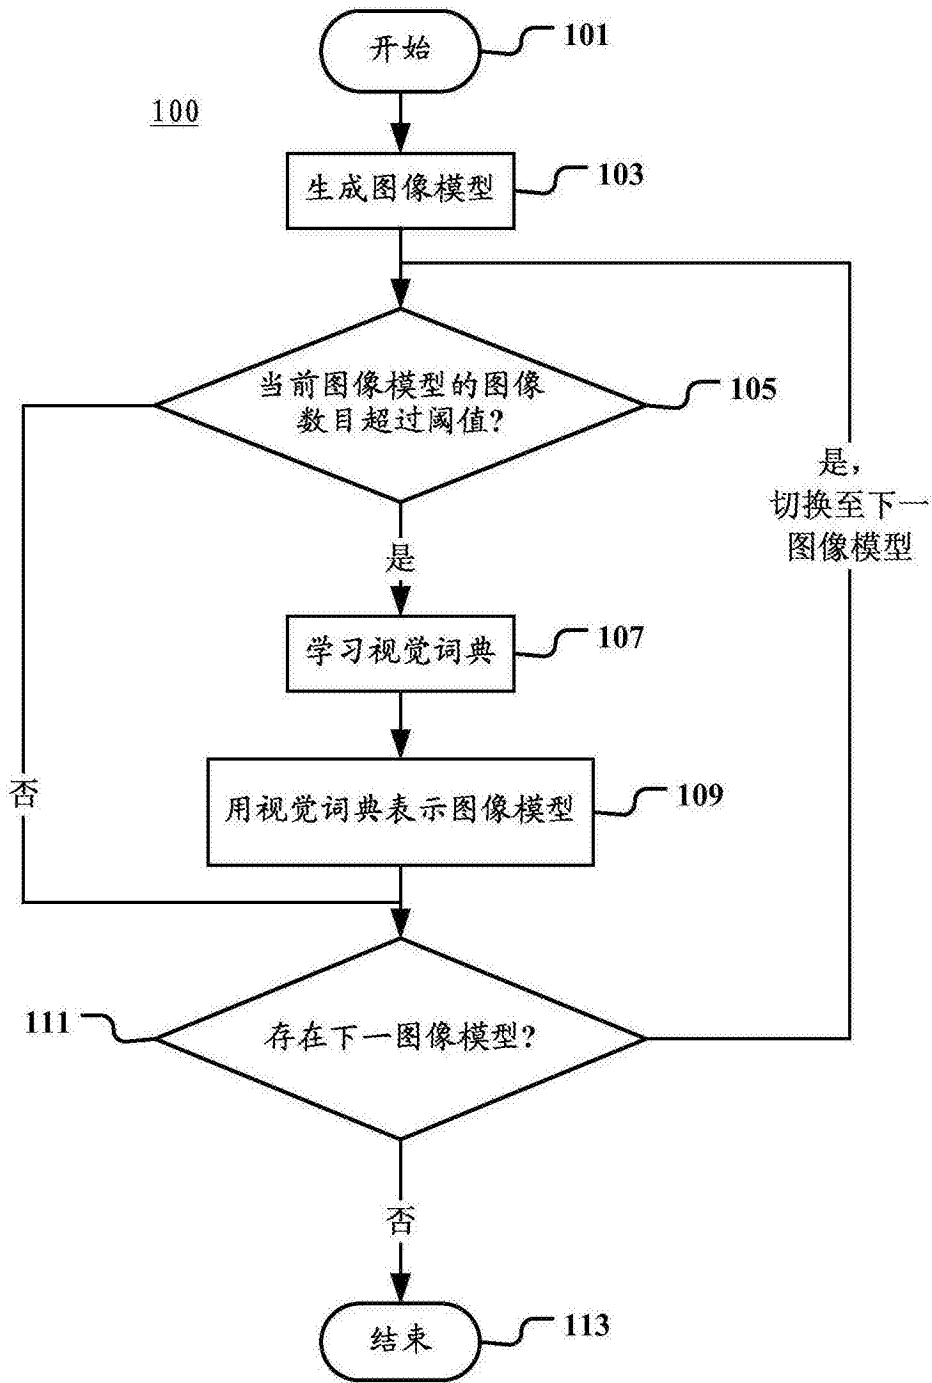 开始
101
100
生成图像模型
103
当前图像模型的图像
数目超过阈值?
105
是，
切换至下一
图像模型
是
学习视觉词典
107
否
用视觉词典表示图像模型
109
111
存在下一图像模型?
否
结束
113